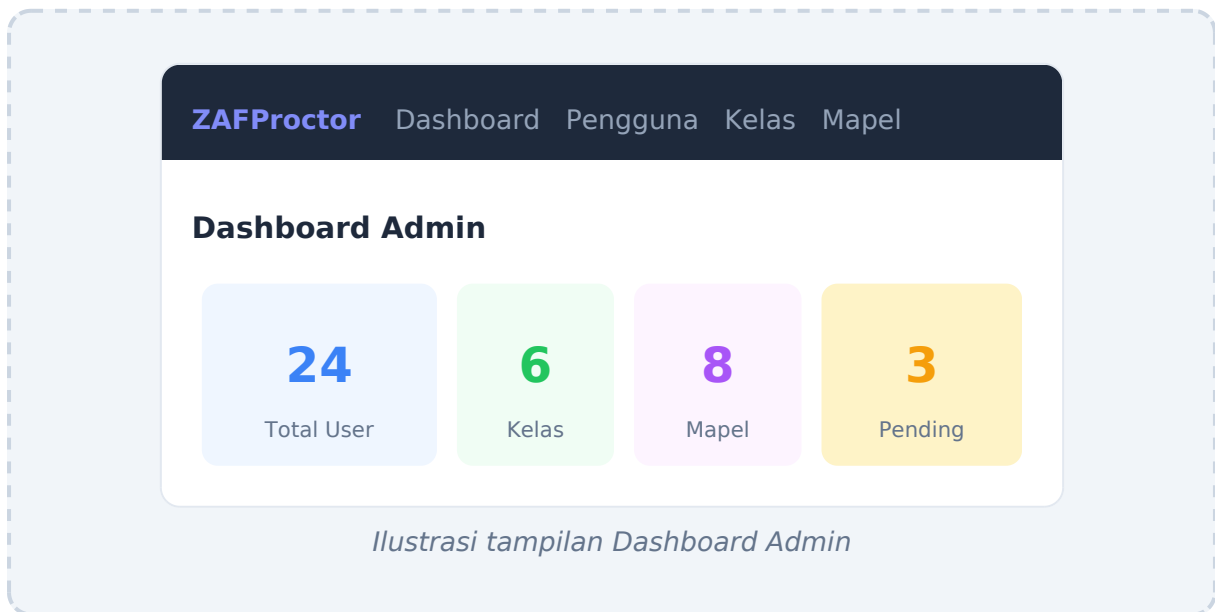 ZAFProctor Dashboard Pengguna Kelas Mapel
Dashboard Admin
24 6 8 3
Total User Kelas Mapel Pending
Ilustrasi tampilan Dashboard Admin